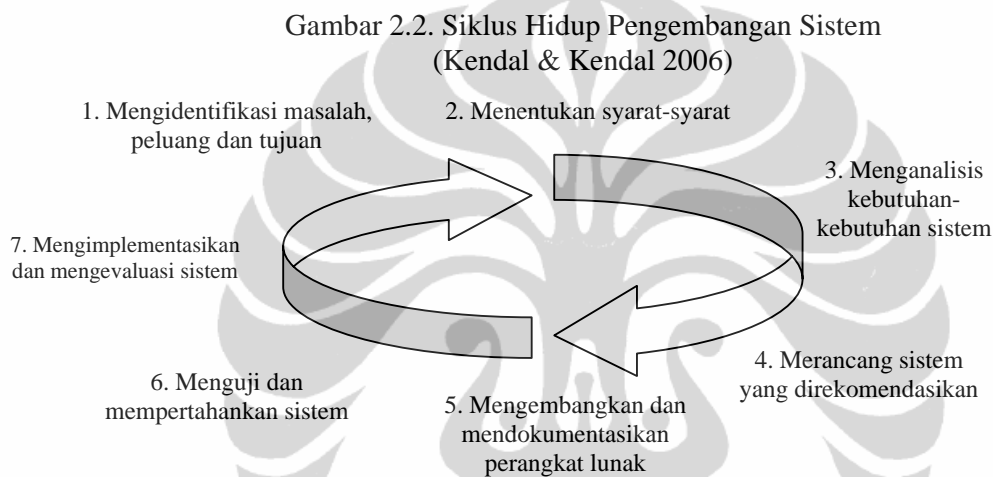 Gambar 2.2. Siklus Hidup Pengembangan Sistem
(Kendal & Kendal 2006)
1. Mengidentifikasi masalah,
peluang dan tujuan
2. Menentukan syarat-syarat
3. Menganalisis
kebutuhan-
kebutuhan sistem
4. Merancang sistem
yang direkomendasikan
5. Mengembangkan dan
mendokumentasikan
perangkat lunak
6. Menguji dan
mempertahankan sistem
7. Mengimplementasikan
dan mengevaluasi sistem